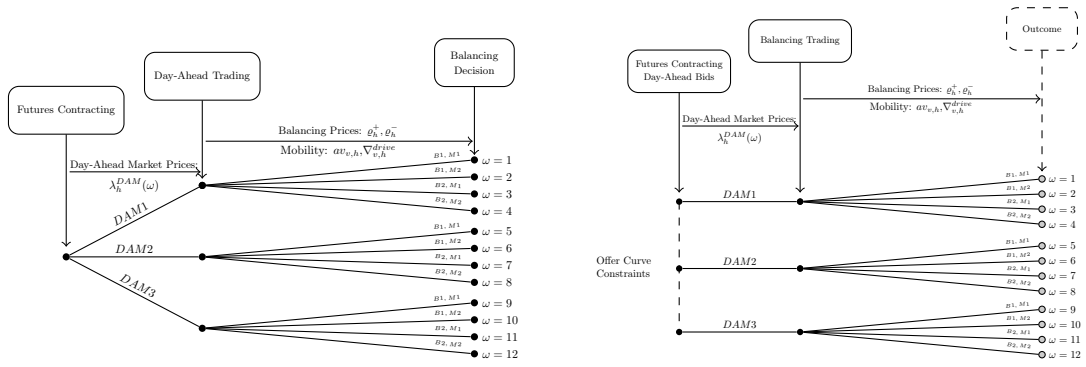 Balancing
Decision
Day-Ahead Trading
Futures Contracting
Balancing Prices: ϱ_h^+, ϱ_h^-
Mobility: av_{v,h}, ∇_{v,h}^{drive}
Day-Ahead Market Prices:
λ_h^{DAM}(ω)
DAM1
DAM2
DAM3
B1, M1
B1, M2
B2, M1
B2, M2
ω = 1
ω = 2
ω = 3
ω = 4
B1, M1
B1, M2
B2, M1
B2, M2
ω = 5
ω = 6
ω = 7
ω = 8
B1, M1
B1, M2
B2, M1
B2, M2
ω = 9
ω = 10
ω = 11
ω = 12
Outcome
Balancing Trading
Futures Contracting
Day-Ahead Bids
Balancing Prices: ϱ_h^+, ϱ_h^-
Mobility: av_{v,h}, ∇_{v,h}^{drive}
Day-Ahead Market Prices:
λ_h^{DAM}(ω)
DAM1
DAM2
DAM3
Offer Curve
Constraints
B1, M1
B1, M2
B2, M1
B2, M2
ω = 1
ω = 2
ω = 3
ω = 4
B1, M1
B1, M2
B2, M1
B2, M2
ω = 5
ω = 6
ω = 7
ω = 8
B1, M1
B1, M2
B2, M1
B2, M2
ω = 9
ω = 10
ω = 11
ω = 12